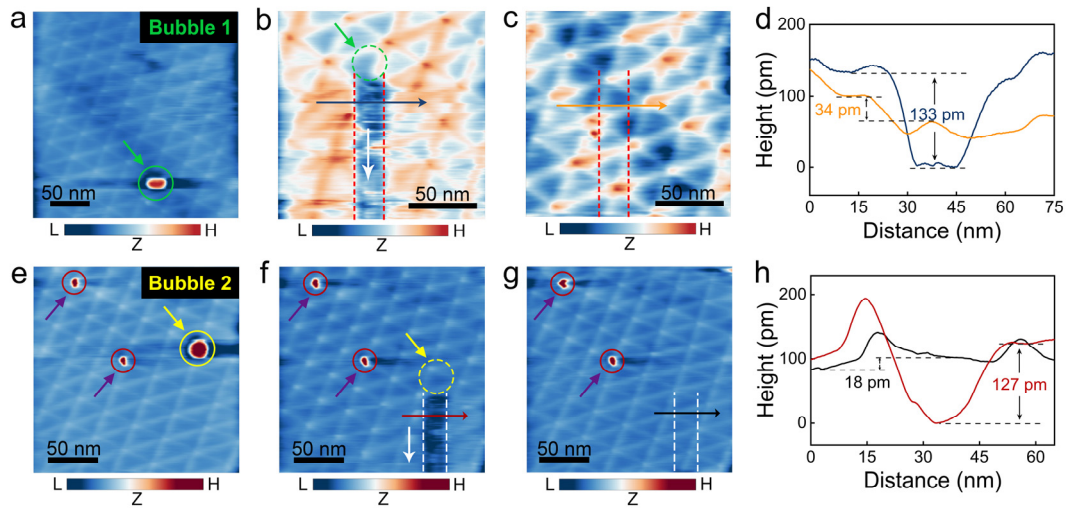 a
Bubble 1
50 nm
L H
Z
b
50 nm
L H
Z
c
50 nm
L H
Z
d
Height (pm)
200
100
0
34 pm
133 pm
0 15 30 45 60 75
Distance (nm)
e
Bubble 2
50 nm
L H
Z
f
50 nm
L H
Z
g
50 nm
L H
Z
h
Height (pm)
200
100
0
18 pm
127 pm
0 15 30 45 60
Distance (nm)